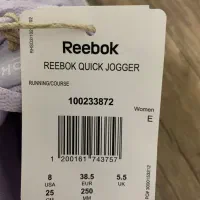 Reebok
REEBOK QUICK JOGGER
RUNNING/COURSE
100233872
Women
E
1 200161 743757
8 38.5 5.5
USA EUR UK
25 250
CM MM